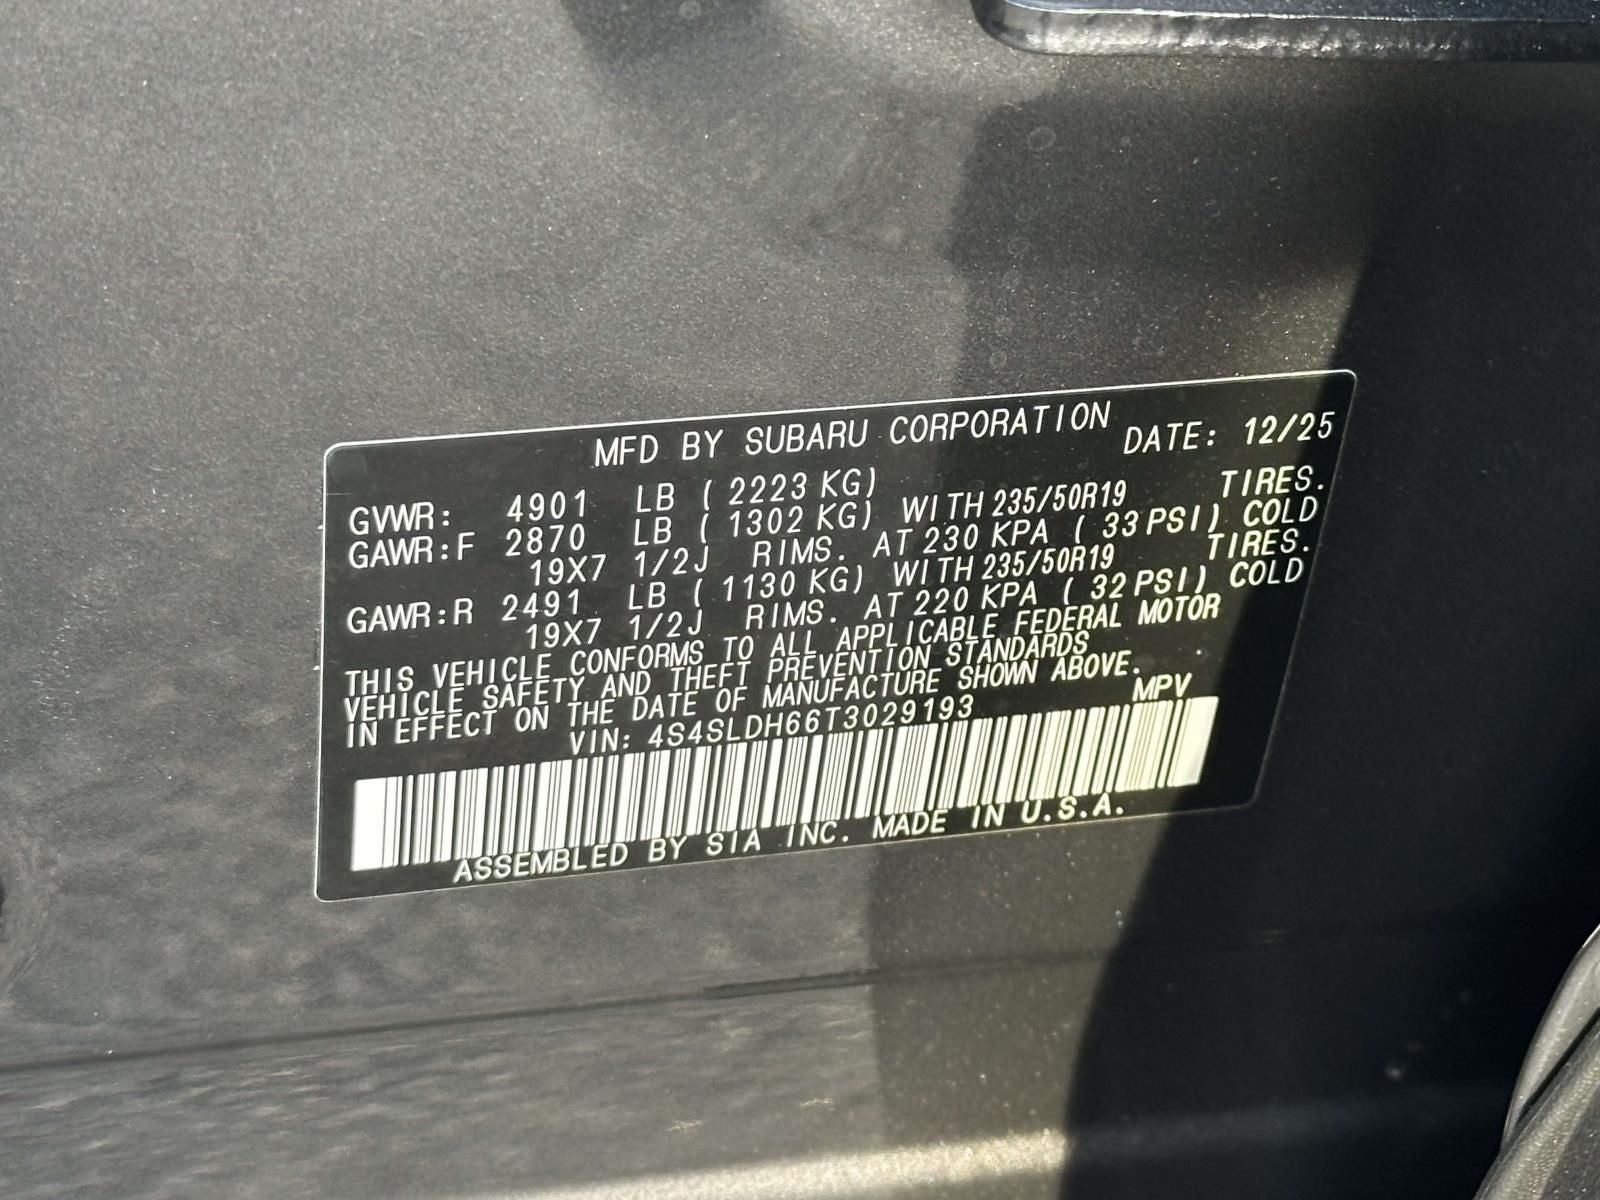 MFD BY SUBARU CORPORATION DATE: 12/25
GVWR: 4901 LB ( 2223 KG)
GAWR:F 2870 LB ( 1302 KG) WITH 235/50R19 TIRES.
19X7 1/2J RIMS. AT 230 KPA ( 33 PSI) COLD
GAWR:R 2491 LB ( 1130 KG) WITH 235/50R19 TIRES.
19X7 1/2J RIMS. AT 220 KPA ( 32 PSI) COLD
THIS VEHICLE CONFORMS TO ALL APPLICABLE FEDERAL MOTOR
VEHICLE SAFETY AND THEFT PREVENTION STANDARDS
IN EFFECT ON THE DATE OF MANUFACTURE SHOWN ABOVE.
VIN: 4S4SLDH66T3029193 MPV
ASSEMBLED BY SIA INC. MADE IN U.S.A.